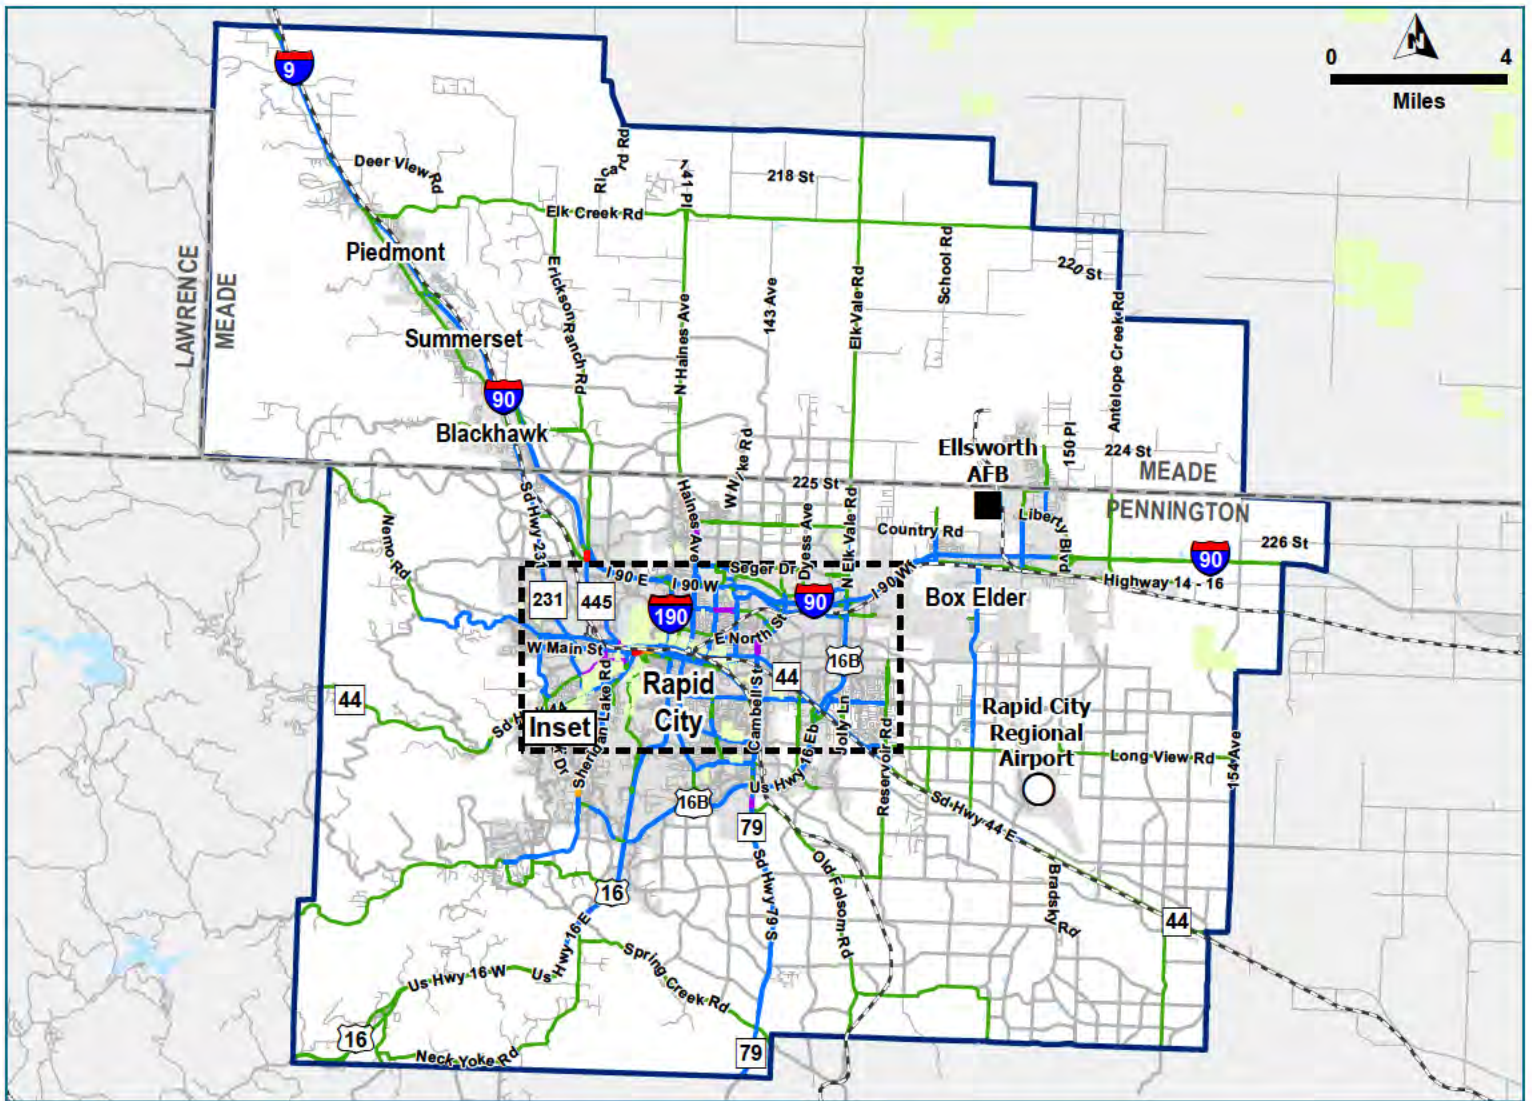 N
0 4
Miles
9
Deer View Rd
Ricard Rd
141 Pl
218 St
Elk Creek Rd
Piedmont
LAWRENCE
MEADE
Erickson Ranch Rd
N Haines Ave
143 Ave
Elk Vale Rd
School Rd
220 St
Antelope Creek Rd
Summerset
90
Blackhawk
Ellsworth
AFB
150 Pl
224 St
MEADE
PENNINGTON
Sd Hwy 231
Haines Ave
W Nike Rd
225 St
Dyess Ave
N Elk Vale Rd
Country Rd
Liberty Blvd
226 St
90
Nemo Rd
I 90 E
I 90 W
Seger Dr
I 90 W
Highway 14 - 16
231
445
190
90
Box Elder
W Main St
E North St
16B
44
44
Rapid
City
Sd Hwy 44
Inset
Sheridan Lake Rd
Cambell St
Jolly Ln
Reservoir Rd
Rapid City
Regional
Airport
Long View Rd
154 Ave
Us Hwy 16 Eb
16B
79
Sd Hwy 44 E
Old Folsom Rd
Bradsky Rd
16
44
Sd Hwy 79 S
Us Hwy 16 E
Us Hwy 16 W
Spring Creek Rd
16
Neck Yoke Rd
79